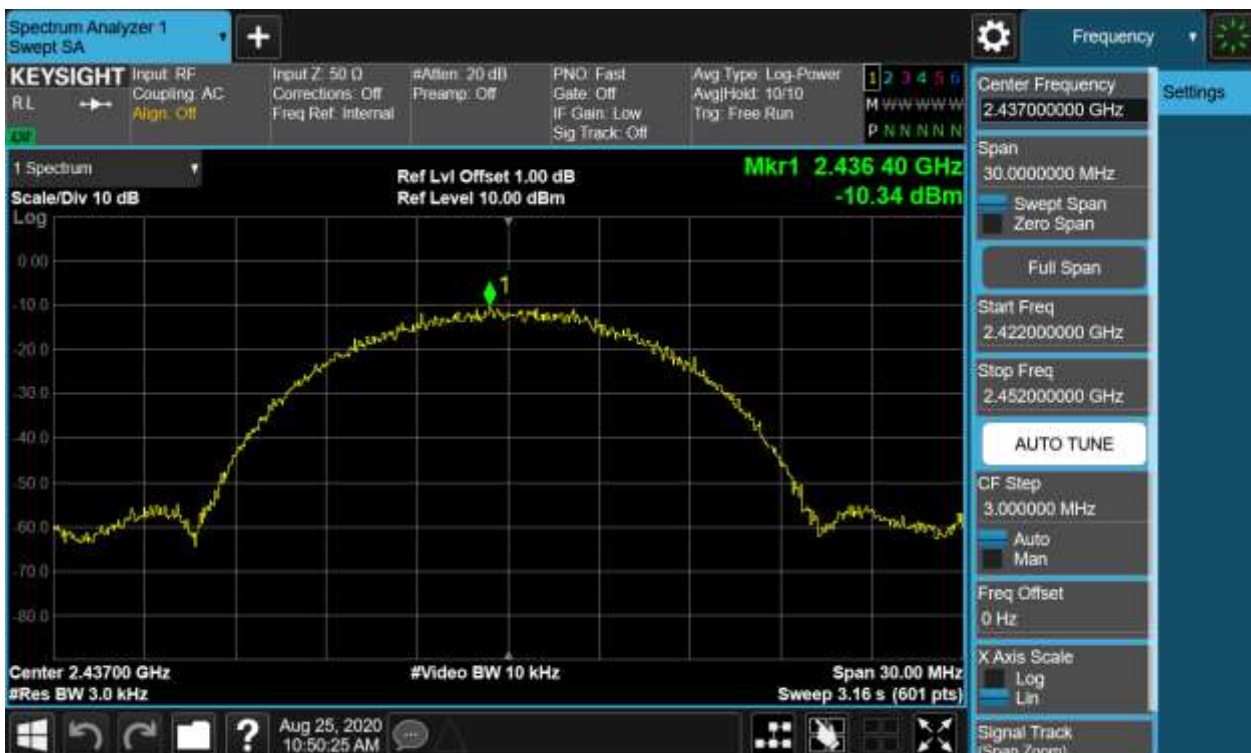 Spectrum Analyzer 1
Swept SA
Frequency
KEYSIGHT
R L
Input: RF
Coupling: AC
Align: Off
Input Z: 50 Ω
Corrections: Off
Freq Ref: Internal
#Atten: 20 dB
Preamp: Off
PNO: Fast
Gate: Off
IF Gain: Low
Sig Track: Off
Avg Type: Log-Power
Avg|Hold: 10/10
Trig: Free Run
1 2 3 4 5 6
M W W W W W
P N N N N N
1 Spectrum
Scale/Div 10 dB
Ref Lvl Offset 1.00 dB
Ref Level 10.00 dBm
Mkr1 2.436 40 GHz
-10.34 dBm
Log
0.00
-10.0
-20.0
-30.0
-40.0
-50.0
-60.0
-70.0
-80.0
1
Center 2.43700 GHz
#Res BW 3.0 kHz
#Video BW 10 kHz
Span 30.00 MHz
Sweep 3.16 s (601 pts)
Aug 25, 2020
10:50:25 AM
Center Frequency
2.437000000 GHz
Settings
Span
30.0000000 MHz
Swept Span
Zero Span
Full Span
Start Freq
2.422000000 GHz
Stop Freq
2.452000000 GHz
AUTO TUNE
CF Step
3.000000 MHz
Auto
Man
Freq Offset
0 Hz
X Axis Scale
Log
Lin
Signal Track
(Span Zoom)